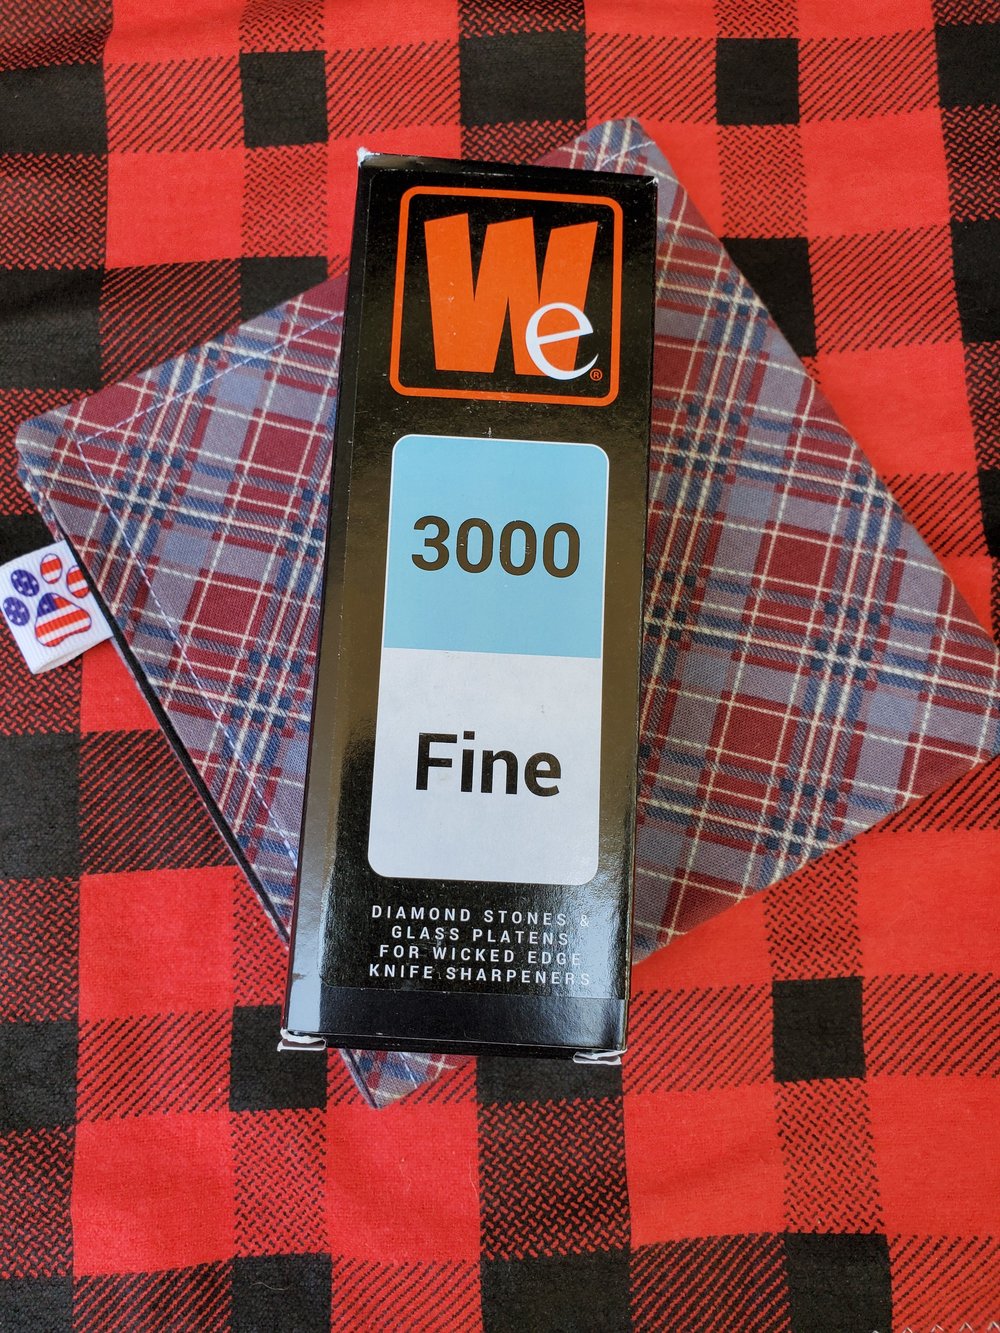 We®
3000
Fine
DIAMOND STONES &
GLASS PLATENS
FOR WICKED EDGE
KNIFE SHARPENERS